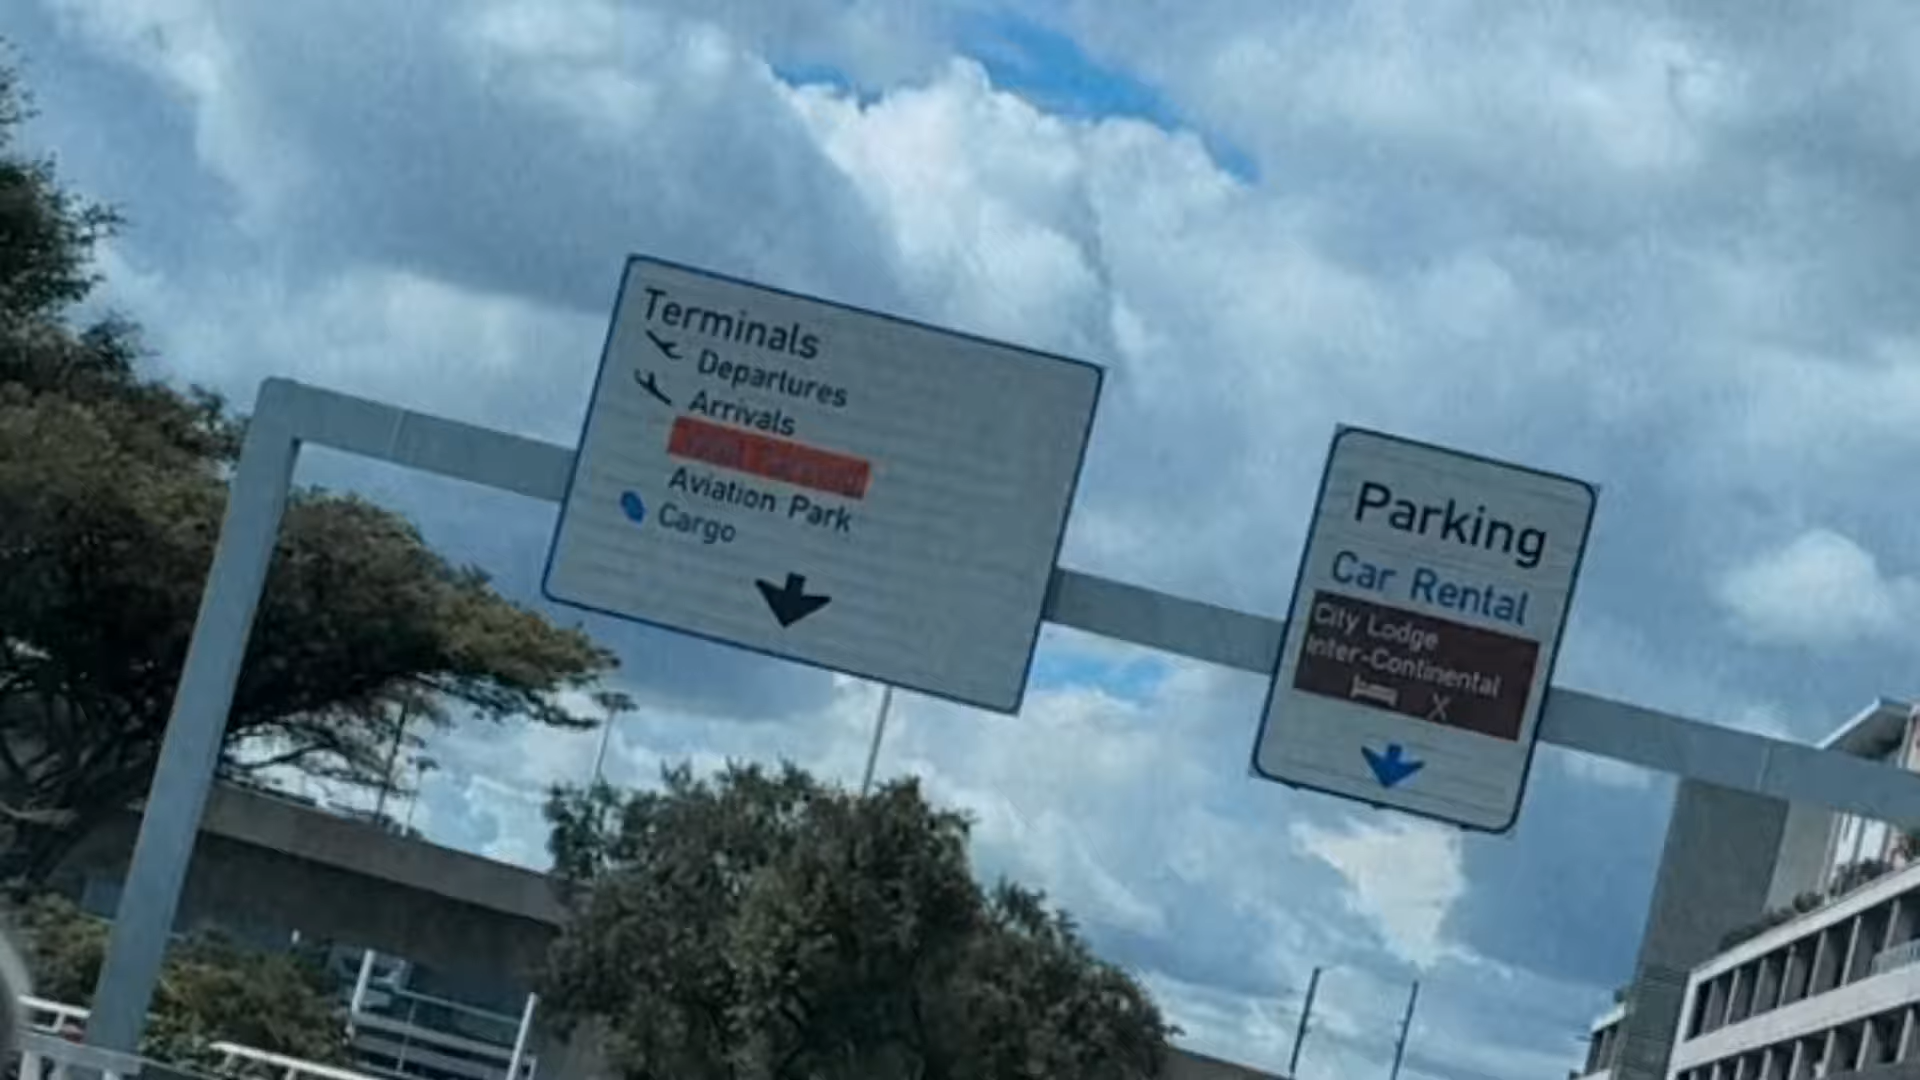 Terminals
Departures
Arrivals
Aviation Park
Cargo
Parking
Car Rental
City Lodge
Inter-Continental